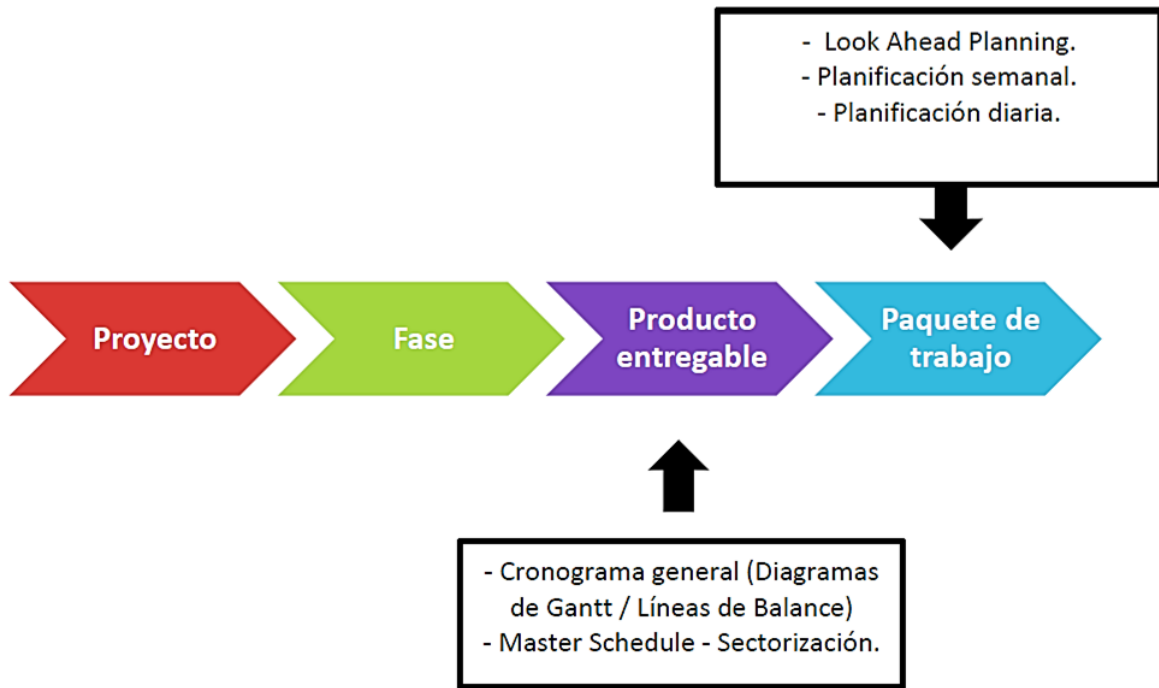 - Look Ahead Planning.
- Planificación semanal.
- Planificación diaria.
Proyecto
Fase
Producto
entregable
Paquete de
trabajo
- Cronograma general (Diagramas
de Gantt / Líneas de Balance)
- Master Schedule - Sectorización.